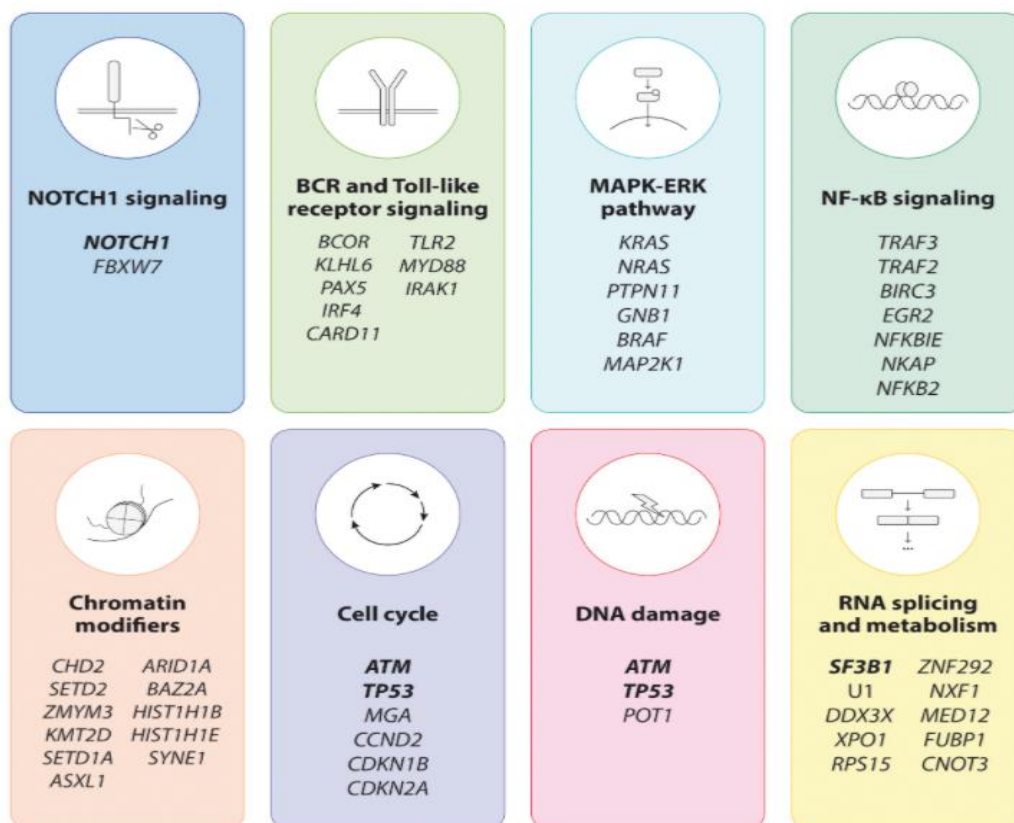 NOTCH1 signaling
NOTCH1
FBXW7
BCR and Toll-like
receptor signaling
BCOR TLR2
KLHL6 MYD88
PAX5 IRAK1
IRF4
CARD11
MAPK-ERK
pathway
KRAS
NRAS
PTPN11
GNB1
BRAF
MAP2K1
NF-κB signaling
TRAF3
TRAF2
BIRC3
EGR2
NFKBIE
NKAP
NFKB2
Chromatin
modifiers
CHD2 ARID1A
SETD2 BAZ2A
ZMYM3 HIST1H1B
KMT2D HIST1H1E
SETD1A SYNE1
ASXL1
Cell cycle
ATM
TP53
MGA
CCND2
CDKN1B
CDKN2A
DNA damage
ATM
TP53
POT1
...
RNA splicing
and metabolism
SF3B1 ZNF292
U1 NXF1
DDX3X MED12
XPO1 FUBP1
RPS15 CNOT3